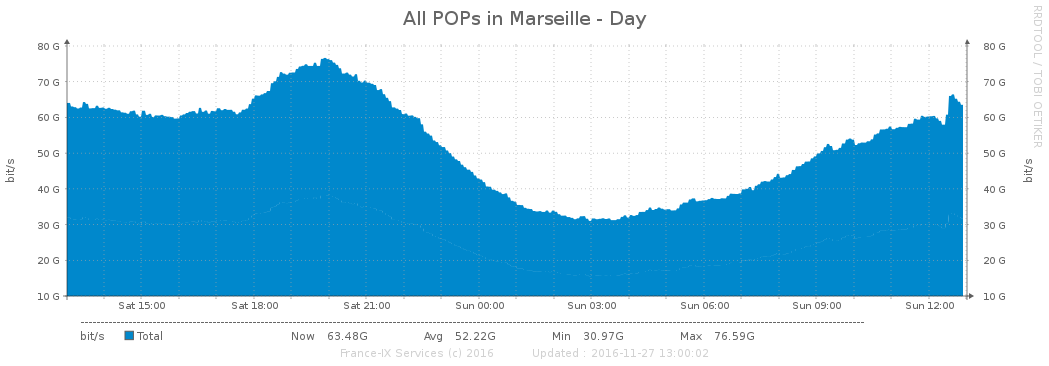 All POPs in Marseille - Day
RRDTOOL / TOBI OETIKER
80 G 80 G
70 G 70 G
60 G 60 G
50 G 50 G
40 G 40 G
30 G 30 G
20 G 20 G
10 G 10 G
bit/s
bit/s
Sat 15:00 Sat 18:00 Sat 21:00 Sun 00:00 Sun 03:00 Sun 06:00 Sun 09:00 Sun 12:00
bit/s Total Now 63.48G Avg 52.22G Min 30.97G Max 76.59G
France-IX Services (c) 2016 Updated : 2016-11-27 13:00:02